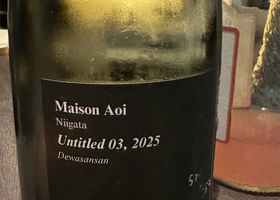 Maison Aoi
Niigata
Untitled 03, 2025
Dewasansan